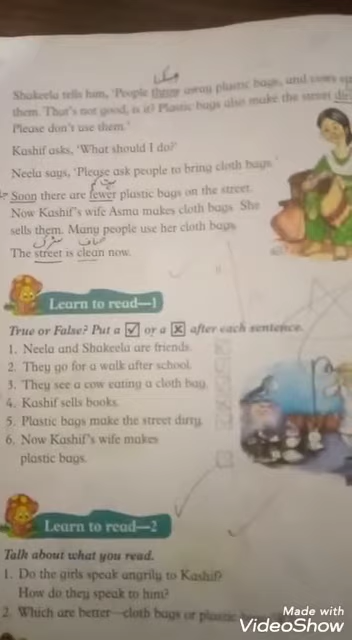 پھینک
Shakeela tells him, 'People throw away plastic bags, and cows
them. That's not good, is it? Plastic bags also make the street
Please don't use them.'
Kashif asks, 'What should I do?'
Neela says, 'Please ask people to bring cloth bags.'
Soon there are fewer plastic bags on the street.
Now Kashif's wife Asma makes cloth bags. She
sells them. Many people use her cloth bags.
سڑک صاف
The street is clean now.
Learn to read—1
True or False? Put a ☑ or a ☒ after each sentence.
1. Neela and Shakeela are friends.
2. They go for a walk after school.
3. They see a cow eating a cloth bag.
4. Kashif sells books.
5. Plastic bags make the street dirty.
6. Now Kashif's wife makes
plastic bags.
Learn to read—2
Talk about what you read.
1. Do the girls speak angrily to Kashif?
How do they speak to him?
2. Which are better—cloth bags or plastic
Made with
VideoShow